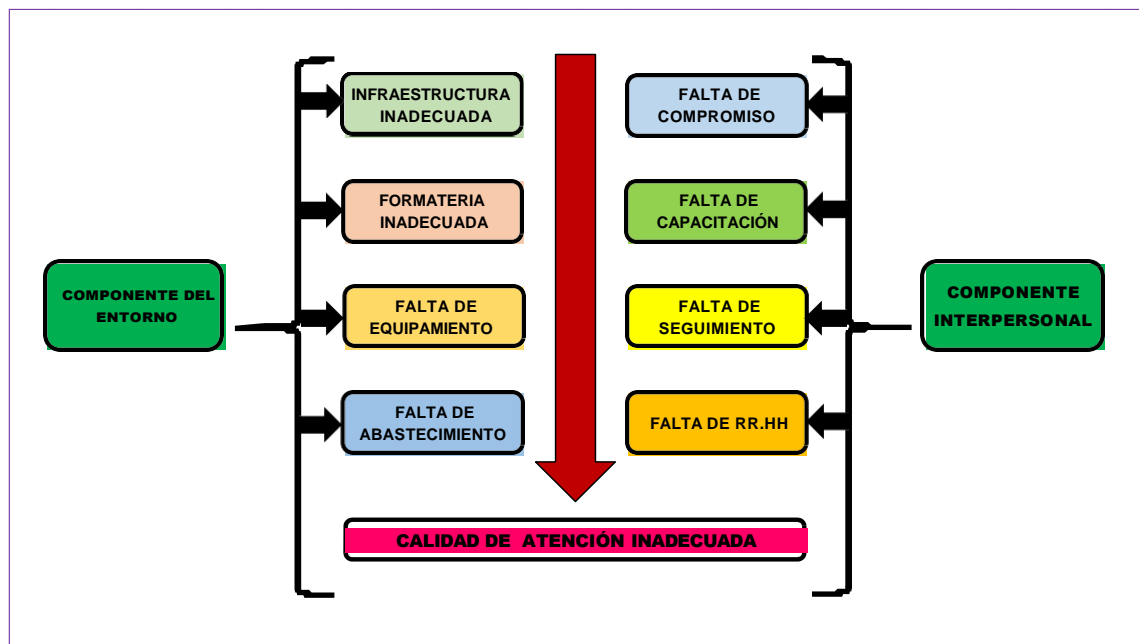 COMPONENTE DEL
ENTORNO
INFRAESTRUCTURA
INADECUADA
FORMATERIA
INADECUADA
FALTA DE
EQUIPAMIENTO
FALTA DE
ABASTECIMIENTO
FALTA DE
COMPROMISO
FALTA DE
CAPACITACIÓN
FALTA DE
SEGUIMIENTO
FALTA DE RR.HH
COMPONENTE
INTERPERSONAL
CALIDAD DE ATENCIÓN INADECUADA